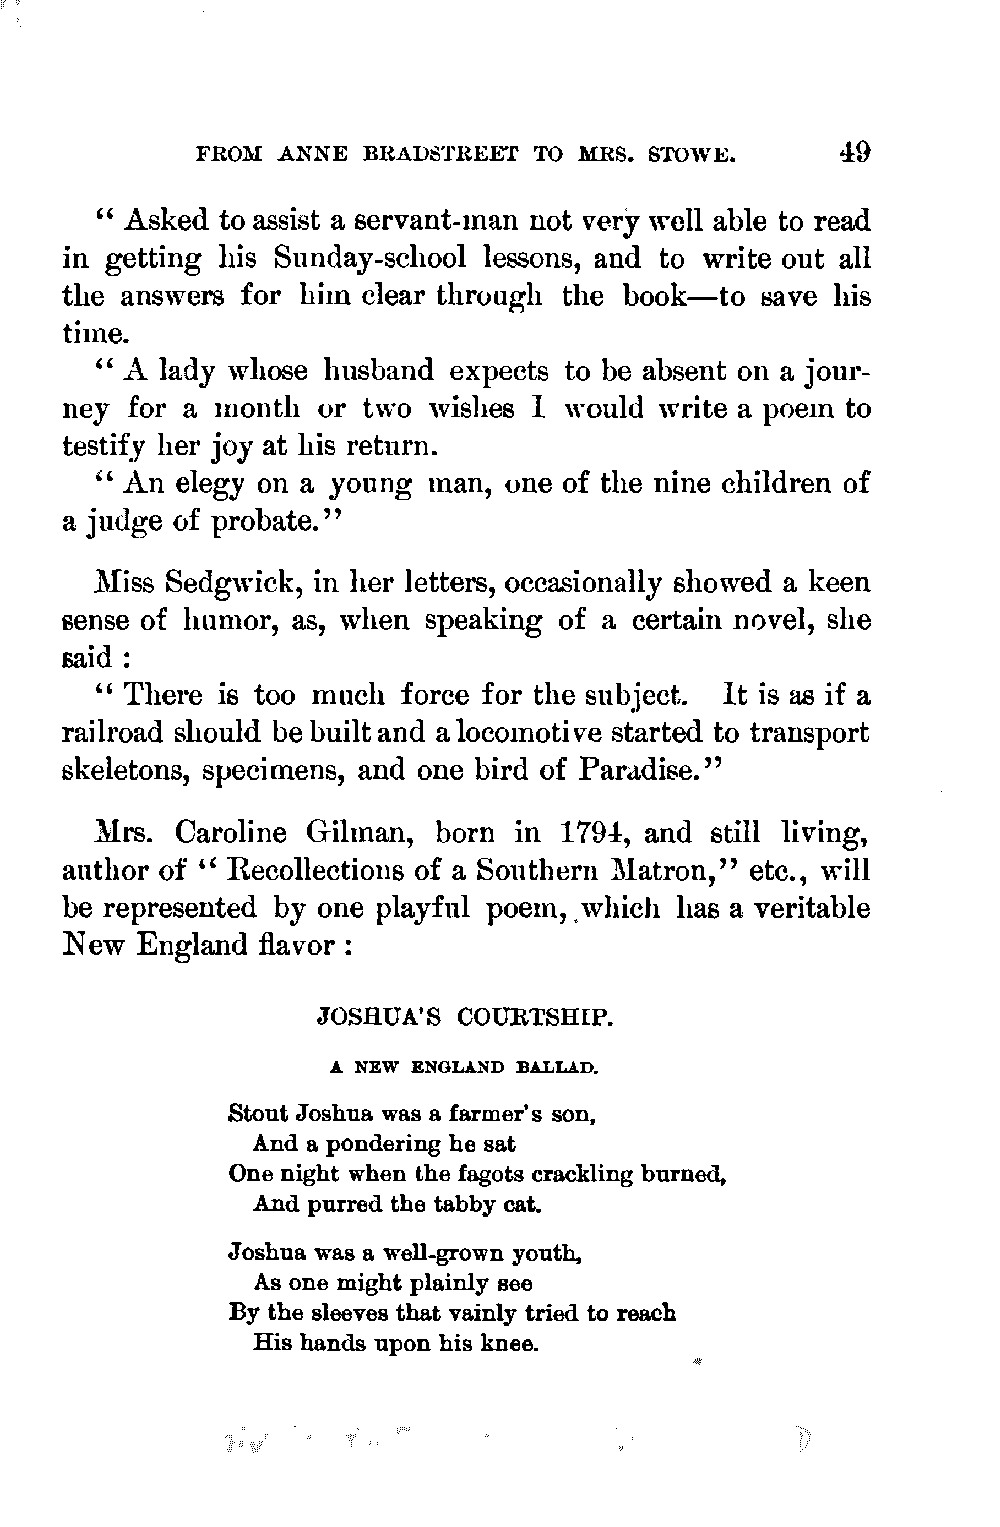 FROM ANNE BRADSTREET TO MRS. STOWE. 49
“ Asked to assist a servant-man not very well able to read
in getting his Sunday-school lessons, and to write out all
the answers for him clear through the book—to save his
time.
“ A lady whose husband expects to be absent on a jour-
ney for a month or two wishes I would write a poem to
testify her joy at his return.
“ An elegy on a young man, one of the nine children of
a judge of probate.”
Miss Sedgwick, in her letters, occasionally showed a keen
sense of humor, as, when speaking of a certain novel, she
said :
“ There is too much force for the subject. It is as if a
railroad should be built and a locomotive started to transport
skeletons, specimens, and one bird of Paradise.”
Mrs. Caroline Gilman, born in 1794, and still living,
author of “ Recollections of a Southern Matron,” etc., will
be represented by one playful poem, which has a veritable
New England flavor :
JOSHUA'S COURTSHIP.
A NEW ENGLAND BALLAD.
Stout Joshua was a farmer's son,
And a pondering he sat
One night when the fagots crackling burned,
And purred the tabby cat.
Joshua was a well-grown youth,
As one might plainly see
By the sleeves that vainly tried to reach
His hands upon his knee.